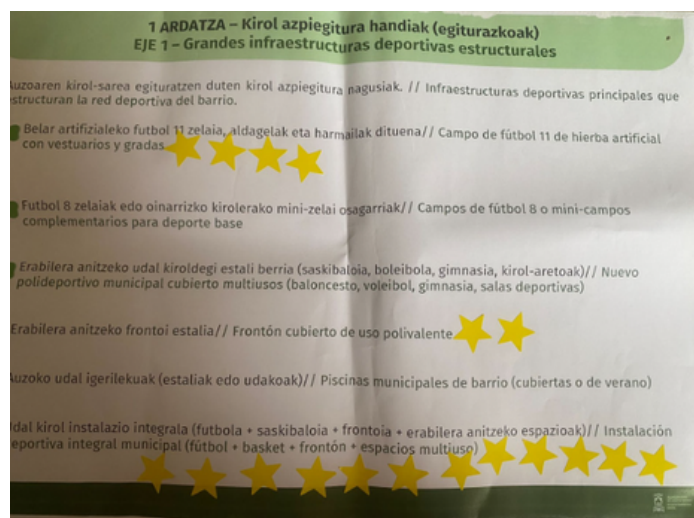 1 ARDATZA – Kirol azpiegitura handiak (egiturazkoak)
EJE 1 – Grandes infraestructuras deportivas estructurales
uzoaren kirol-sarea egituratzen duten kirol azpiegitura nagusiak. // Infraestructuras deportivas principales que
structuran la red deportiva del barrio.
Belar artifizialeko futbol 11 zelaia, aldagelak eta harmailak dituena// Campo de fútbol 11 de hierba artificial
con vestuarios y gradas
Futbol 8 zelaiak edo oinarrizko kirolerako mini-zelai osagarriak// Campos de fútbol 8 o mini-campos
complementarios para deporte base
Erabilera anitzeko udal kiroldegi estali berria (saskibaloia, boleibola, gimnasia, kirol-aretoak)// Nuevo
polideportivo municipal cubierto multiusos (baloncesto, voleibol, gimnasia, salas deportivas)
Erabilera anitzeko frontoi estalia// Frontón cubierto de uso polivalente
uzoko udal igerilekuak (estaliak edo udakoak)// Piscinas municipales de barrio (cubiertas o de verano)
dal kirol instalazio integrala (futbola + saskibaloia + frontoia + erabilera anitzeko espazioak)// Instalación
eportiva integral municipal (fútbol + basket + frontón + espacios multiuso)